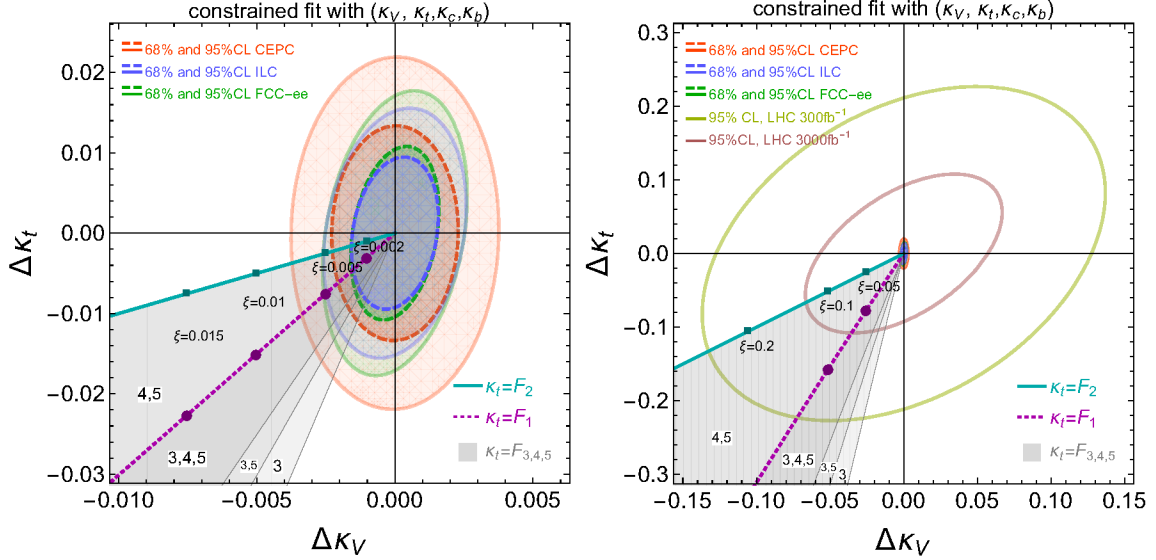 constrained fit with (κV, κt,κc,κb)
68% and 95%CL CEPC
68% and 95%CL ILC
68% and 95%CL FCC-ee
0.02
0.01
0.00
-0.01
-0.02
-0.03
Δκt
ξ=0.002
ξ=0.005
ξ=0.01
ξ=0.015
4,5
3,4,5
3,5
3
κt=F2
κt=F1
κt=F3,4,5
-0.010
-0.005
0.000
0.005
ΔκV
constrained fit with (κV, κt,κc,κb)
68% and 95%CL CEPC
68% and 95%CL ILC
68% and 95%CL FCC-ee
95% CL, LHC 300fb⁻¹
95%CL, LHC 3000fb⁻¹
0.3
0.2
0.1
0.0
-0.1
-0.2
-0.3
Δκt
ξ=0.05
ξ=0.1
ξ=0.2
4,5
3,4,5
3,5
3
κt=F2
κt=F1
κt=F3,4,5
-0.15
-0.10
-0.05
0.00
0.05
0.10
0.15
ΔκV